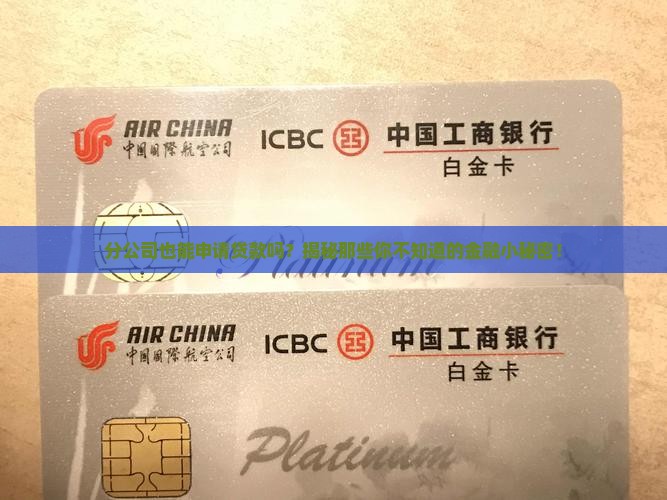 AIR CHINA
中国国际航空公司
ICBC 中国工商银行
白金卡
分公司也能申请贷款吗？揭秘那些你不知道的金融小秘密！
Platinum
AIR CHINA
中国国际航空公司
ICBC 中国工商银行
白金卡
Platinum